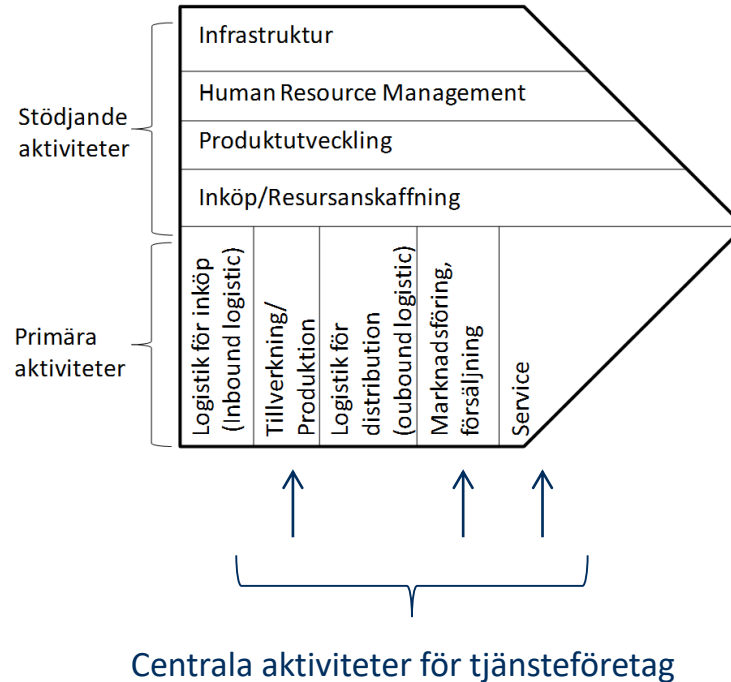 Infrastruktur
Human Resource Management
Produktutveckling
Inköp/Resursanskaffning
Stödjande
aktiviteter
Primära
aktiviteter
Logistik för inköp
(Inbound logistic)
Tillverkning/
Produktion
Logistik för
distribution
(oubound logistic)
Marknadsföring,
försäljning
Service
Centrala aktiviteter för tjänsteföretag